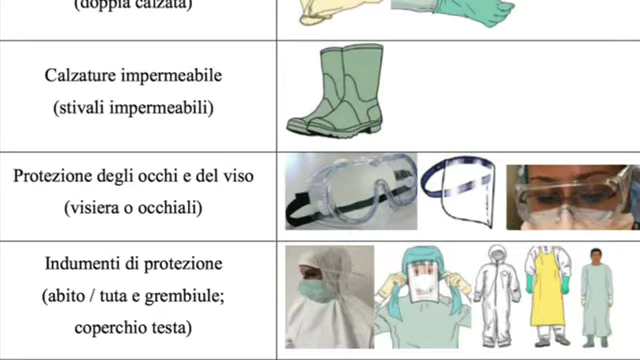 (doppia calzata)
Calzature impermeabile
(stivali impermeabili)
Protezione degli occhi e del viso
(visiera o occhiali)
Indumenti di protezione
(abito / tuta e grembiule;
coperchio testa)